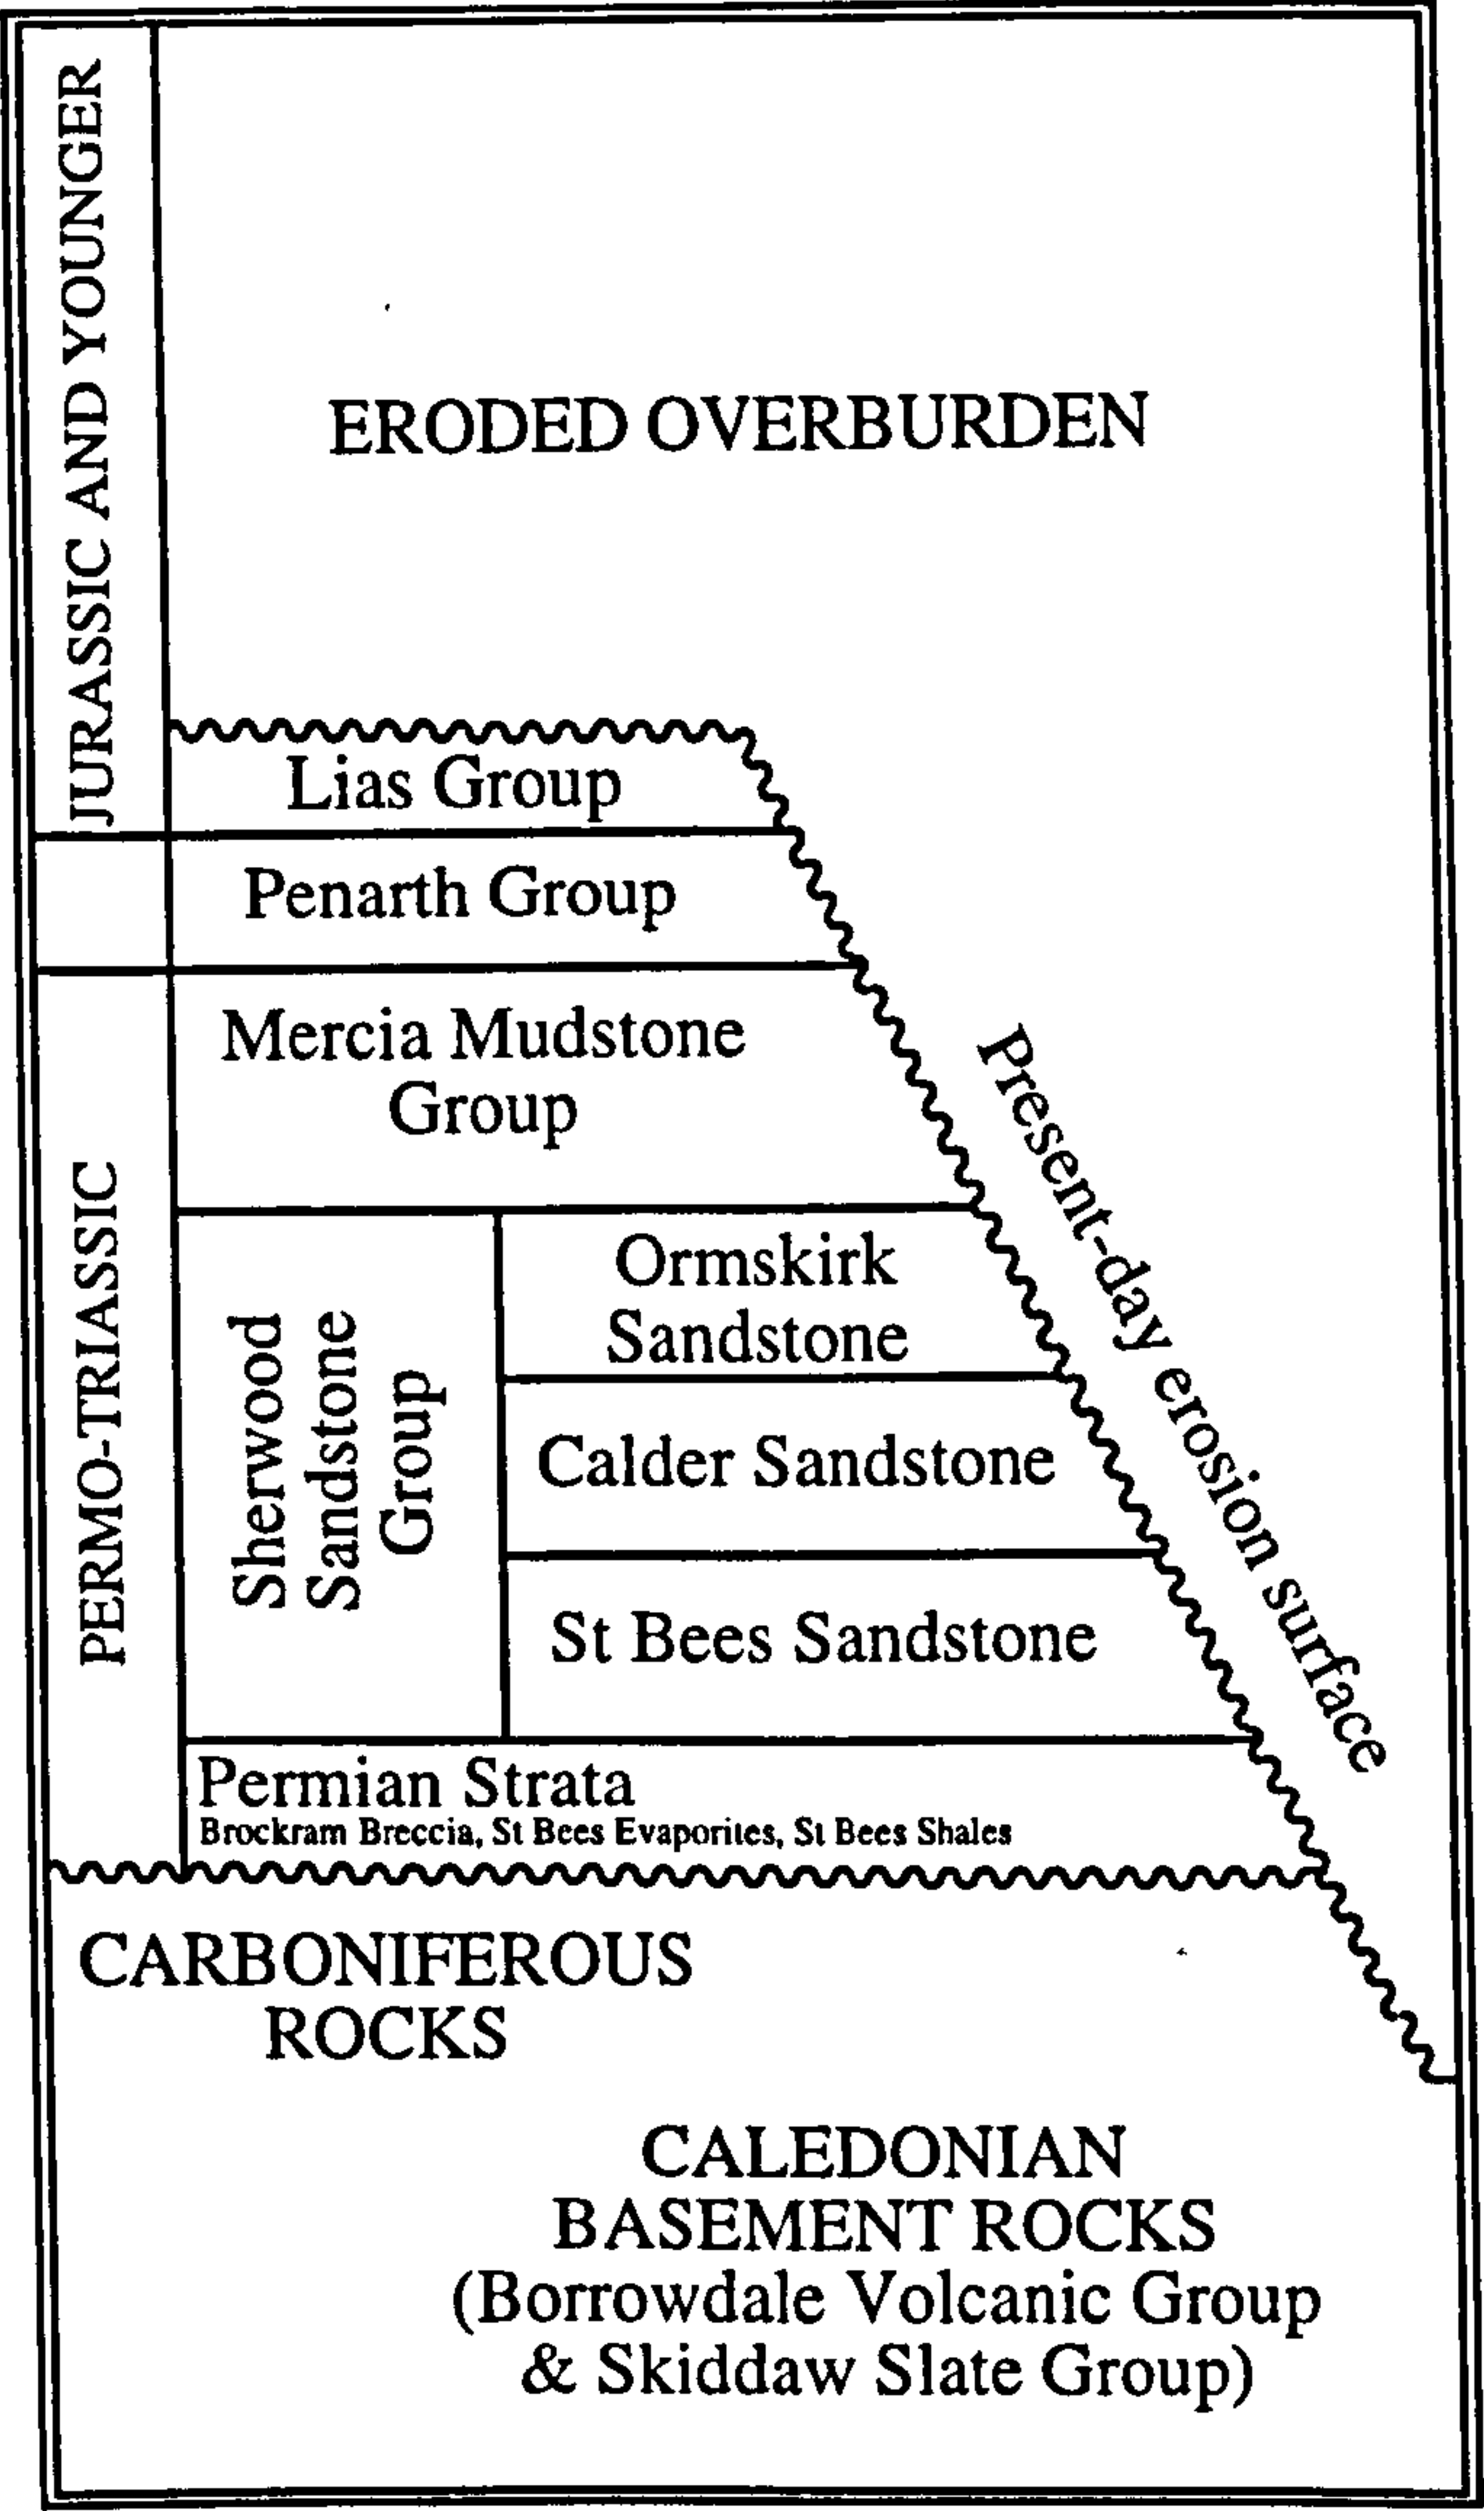 JURASSIC AND YOUNGER
ERODED OVERBURDEN
Lias Group
Penarth Group
Mercia Mudstone
Group
PERMO-TRIASSIC
Sherwood
Sandstone
Group
Ormskirk
Sandstone
Calder Sandstone
St Bees Sandstone
Present-day erosion surface
Permian Strata
Brockram Breccia, St Bees Evaporites, St Bees Shales
CARBONIFEROUS
ROCKS
CALEDONIAN
BASEMENT ROCKS
(Borrowdale Volcanic Group
& Skiddaw Slate Group)